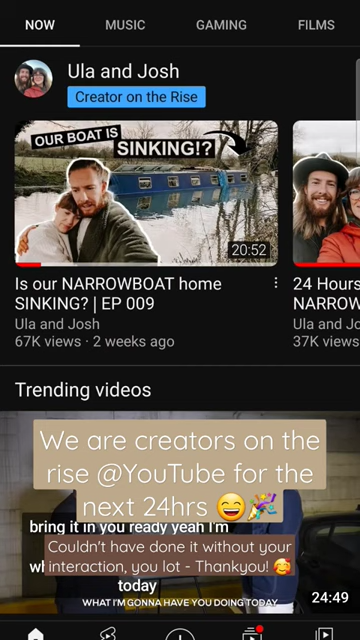 NOW MUSIC GAMING FILMS
Ula and Josh
Creator on the Rise
OUR BOAT IS
SINKING!?
20:52
Is our NARROWBOAT home
SINKING? | EP 009
Ula and Josh
67K views · 2 weeks ago
24 Hours
NARROW
Ula and Jo
37K views
Trending videos
We are creators on the
rise @YouTube for the
next 24hrs 😄🎉
bring it in you ready yeah I'm
Couldn't have done it without your
interaction, you lot - Thankyou! 🥰
today
24:49
WHAT I'M GONNA HAVE YOU DOING TODAY